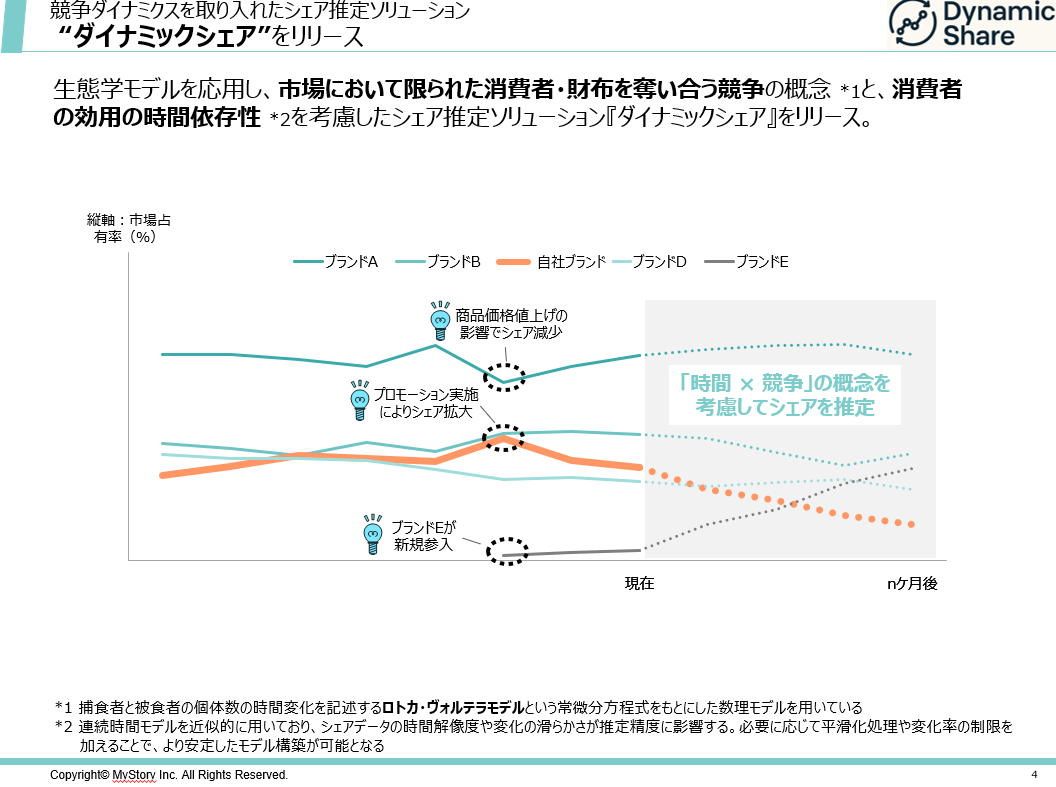 競争ダイナミクスを取り入れたシェア推定ソリューション
“ダイナミックシェア”をリリース
Dynamic
Share
生態学モデルを応用し、市場において限られた消費者・財布を奪い合う競争の概念 *1と、消費者
の効用の時間依存性 *2を考慮したシェア推定ソリューション『ダイナミックシェア』をリリース。
縦軸：市場占
有率（%）
ブランドA ブランドB 自社ブランド ブランドD ブランドE
商品価格値上げの
影響でシェア減少
プロモーション実施
によりシェア拡大
「時間 × 競争」の概念を
考慮してシェアを推定
ブランドEが
新規参入
現在 nケ月後
*1 捕食者と被食者の個体数の時間変化を記述するロトカ・ヴォルテラモデルという常微分方程式をもとにした数理モデルを用いている
*2 連続時間モデルを近似的に用いており、シェアデータの時間解像度や変化の滑らかさが推定精度に影響する。必要に応じて平滑化処理や変化率の制限を
加えることで、より安定したモデル構築が可能となる
Copyright© MyStory Inc. All Rights Reserved. 4